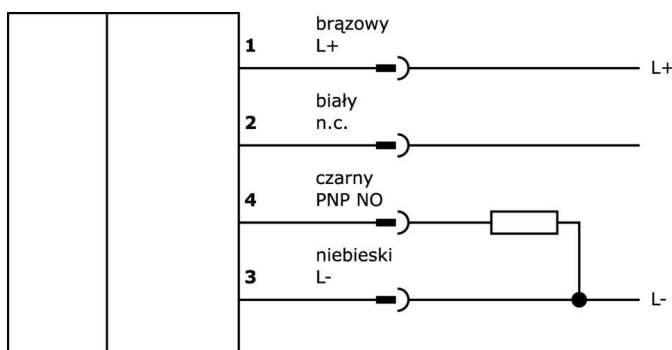 brązowy
1 L+
L+
biały
2 n.c.
czarny
4 PNP NO
niebieski
3 L-
L-